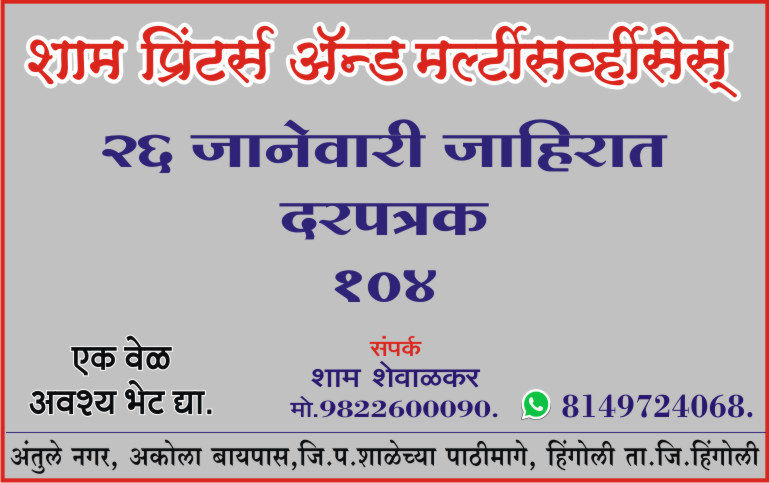 शाम प्रिंटर्स ॲन्ड मल्टीसर्व्हीसेस्
२६ जानेवारी जाहिरात
दरपत्रक
१०४
एक वेळ
अवश्य भेट द्या.
संपर्क
शाम शेवाळकर
मो.9822600090. 8149724068.
अंतुले नगर, अकोला बायपास,जि.प.शाळेच्या पाठीमागे, हिंगोली ता.जि.हिंगोली